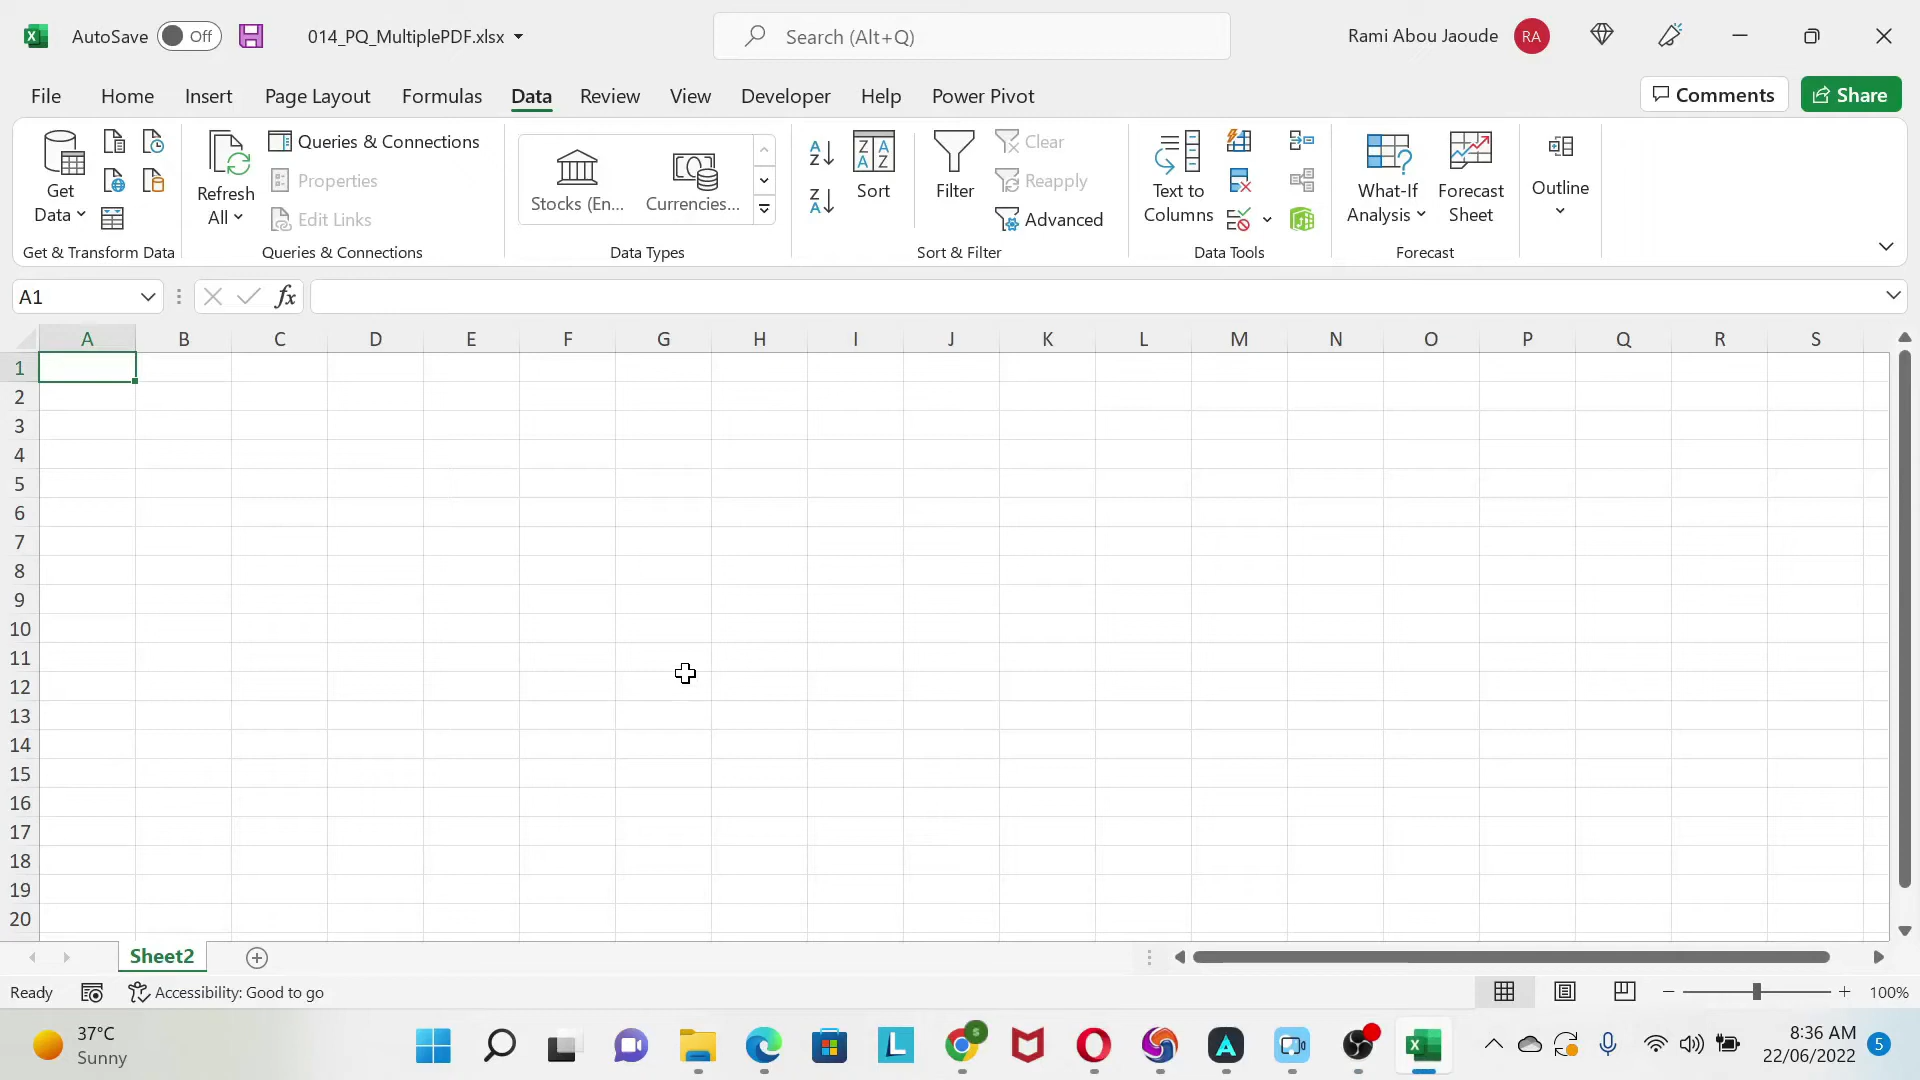 AutoSave Off 014_PQ_MultiplePDF.xlsx Search (Alt+Q) Rami Abou Jaoude RA
File Home Insert Page Layout Formulas Data Review View Developer Help Power Pivot Comments Share
Get Data
Get & Transform Data
Refresh All
Queries & Connections
Properties
Edit Links
Queries & Connections
Stocks (En... Currencies...
Data Types
A Z
Z A
Z A A Z
Sort
Filter
Clear
Reapply
Advanced
Sort & Filter
Text to Columns
Data Tools
What-If Analysis
Forecast Sheet
Forecast
Outline
A1 fx
A B C D E F G H I J K L M N O P Q R S
1
2
3
4
5
6
7
8
9
10
11
12
13
14
15
16
17
18
19
20
Sheet2
Ready Accessibility: Good to go 100%
37°C
Sunny
L
S
A
X
8:36 AM
22/06/2022
5